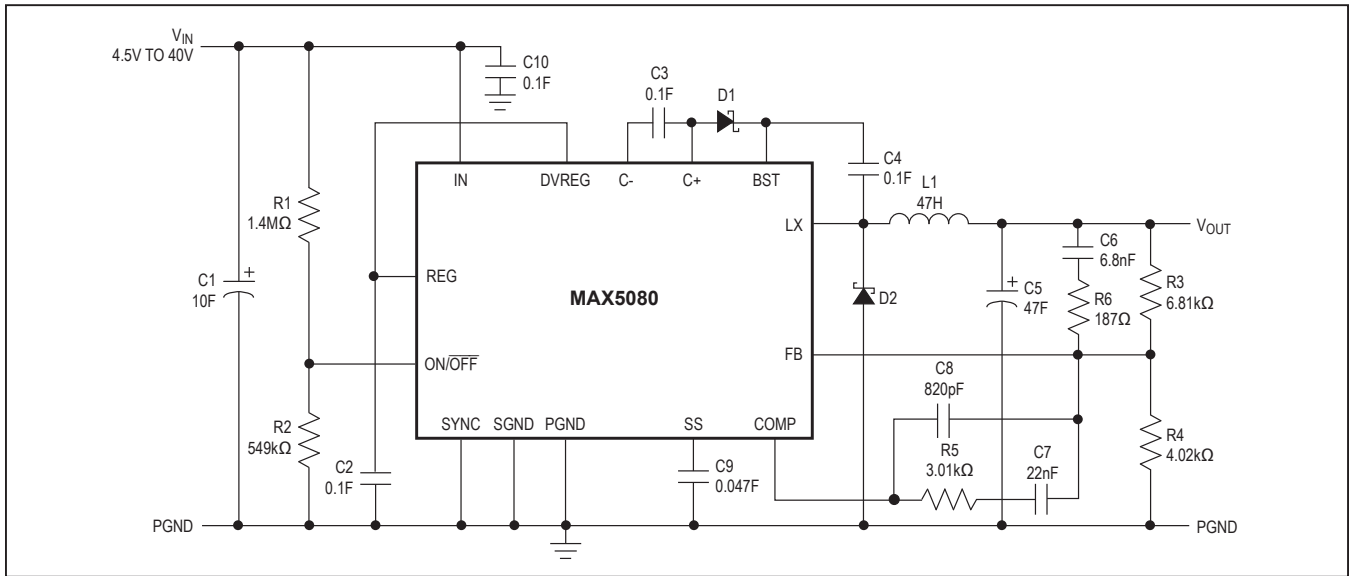 VIN
4.5V TO 40V
C10
0.1F
C3
0.1F
D1
C4
0.1F
IN
DVREG
C-
C+
BST
R1
1.4MΩ
L1
47H
LX
VOUT
C6
6.8nF
R3
6.81kΩ
C1
+
10F
REG
MAX5080
D2
+
C5
47F
R6
187Ω
ON/OFF
FB
C8
820pF
R2
549kΩ
SYNC
SGND
PGND
SS
COMP
R5
3.01kΩ
C7
22nF
R4
4.02kΩ
C2
0.1F
C9
0.047F
PGND
PGND